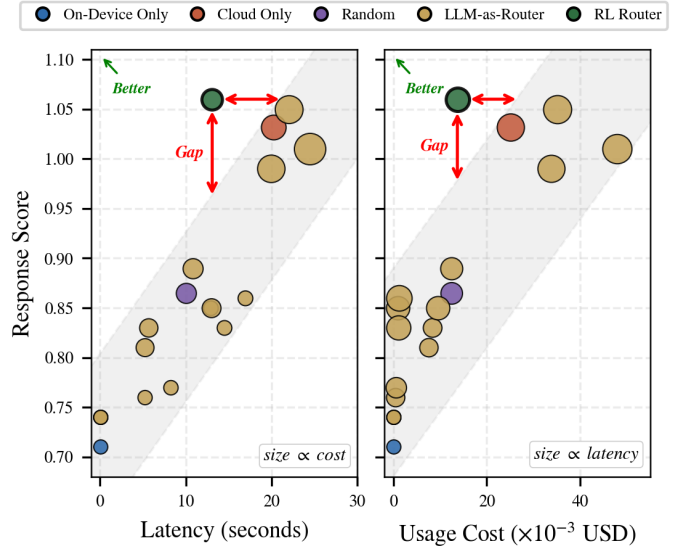 On-Device Only Cloud Only Random LLM-as-Router RL Router
1.10
1.05
1.00
0.95
0.90
0.85
0.80
0.75
0.70
Response Score
Better
Gap
size ∝ cost
0 10 20 30
Latency (seconds)
Better
Gap
size ∝ latency
0 20 40
Usage Cost (×10⁻³ USD)